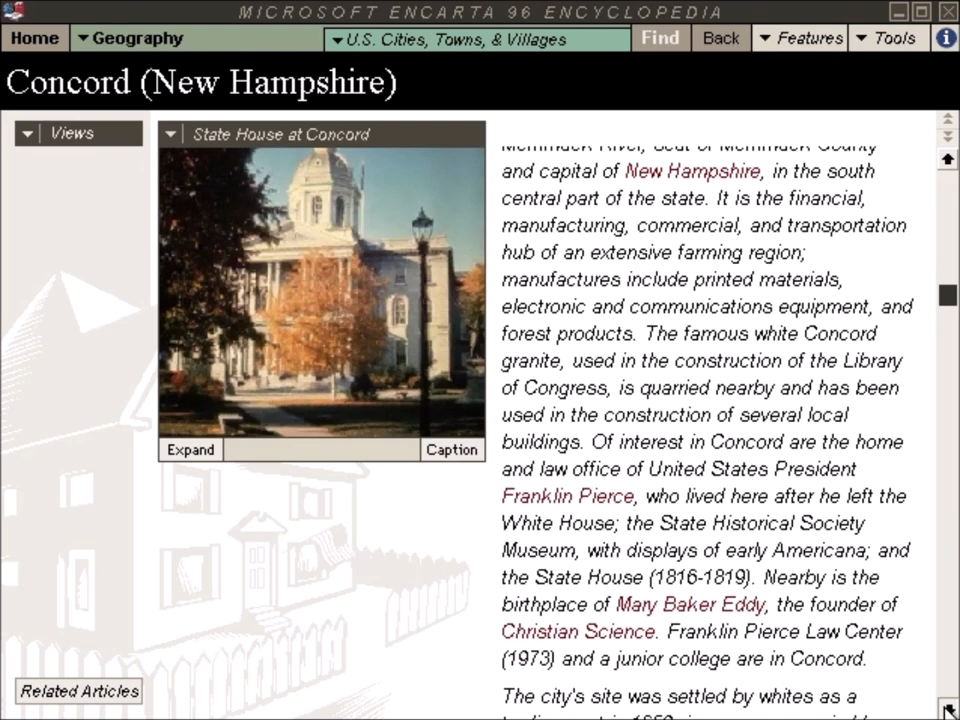 MICROSOFT ENCARTA 96 ENCYCLOPEDIA
Home Geography U.S. Cities, Towns, & Villages Find Back Features Tools
Concord (New Hampshire)
Views
State House at Concord
Expand Caption
Related Articles
Merrimack River, seat of Merrimack County
and capital of New Hampshire, in the south
central part of the state. It is the financial,
manufacturing, commercial, and transportation
hub of an extensive farming region;
manufactures include printed materials,
electronic and communications equipment, and
forest products. The famous white Concord
granite, used in the construction of the Library
of Congress, is quarried nearby and has been
used in the construction of several local
buildings. Of interest in Concord are the home
and law office of United States President
Franklin Pierce, who lived here after he left the
White House; the State Historical Society
Museum, with displays of early Americana; and
the State House (1816-1819). Nearby is the
birthplace of Mary Baker Eddy, the founder of
Christian Science. Franklin Pierce Law Center
(1973) and a junior college are in Concord.
The city's site was settled by whites as a